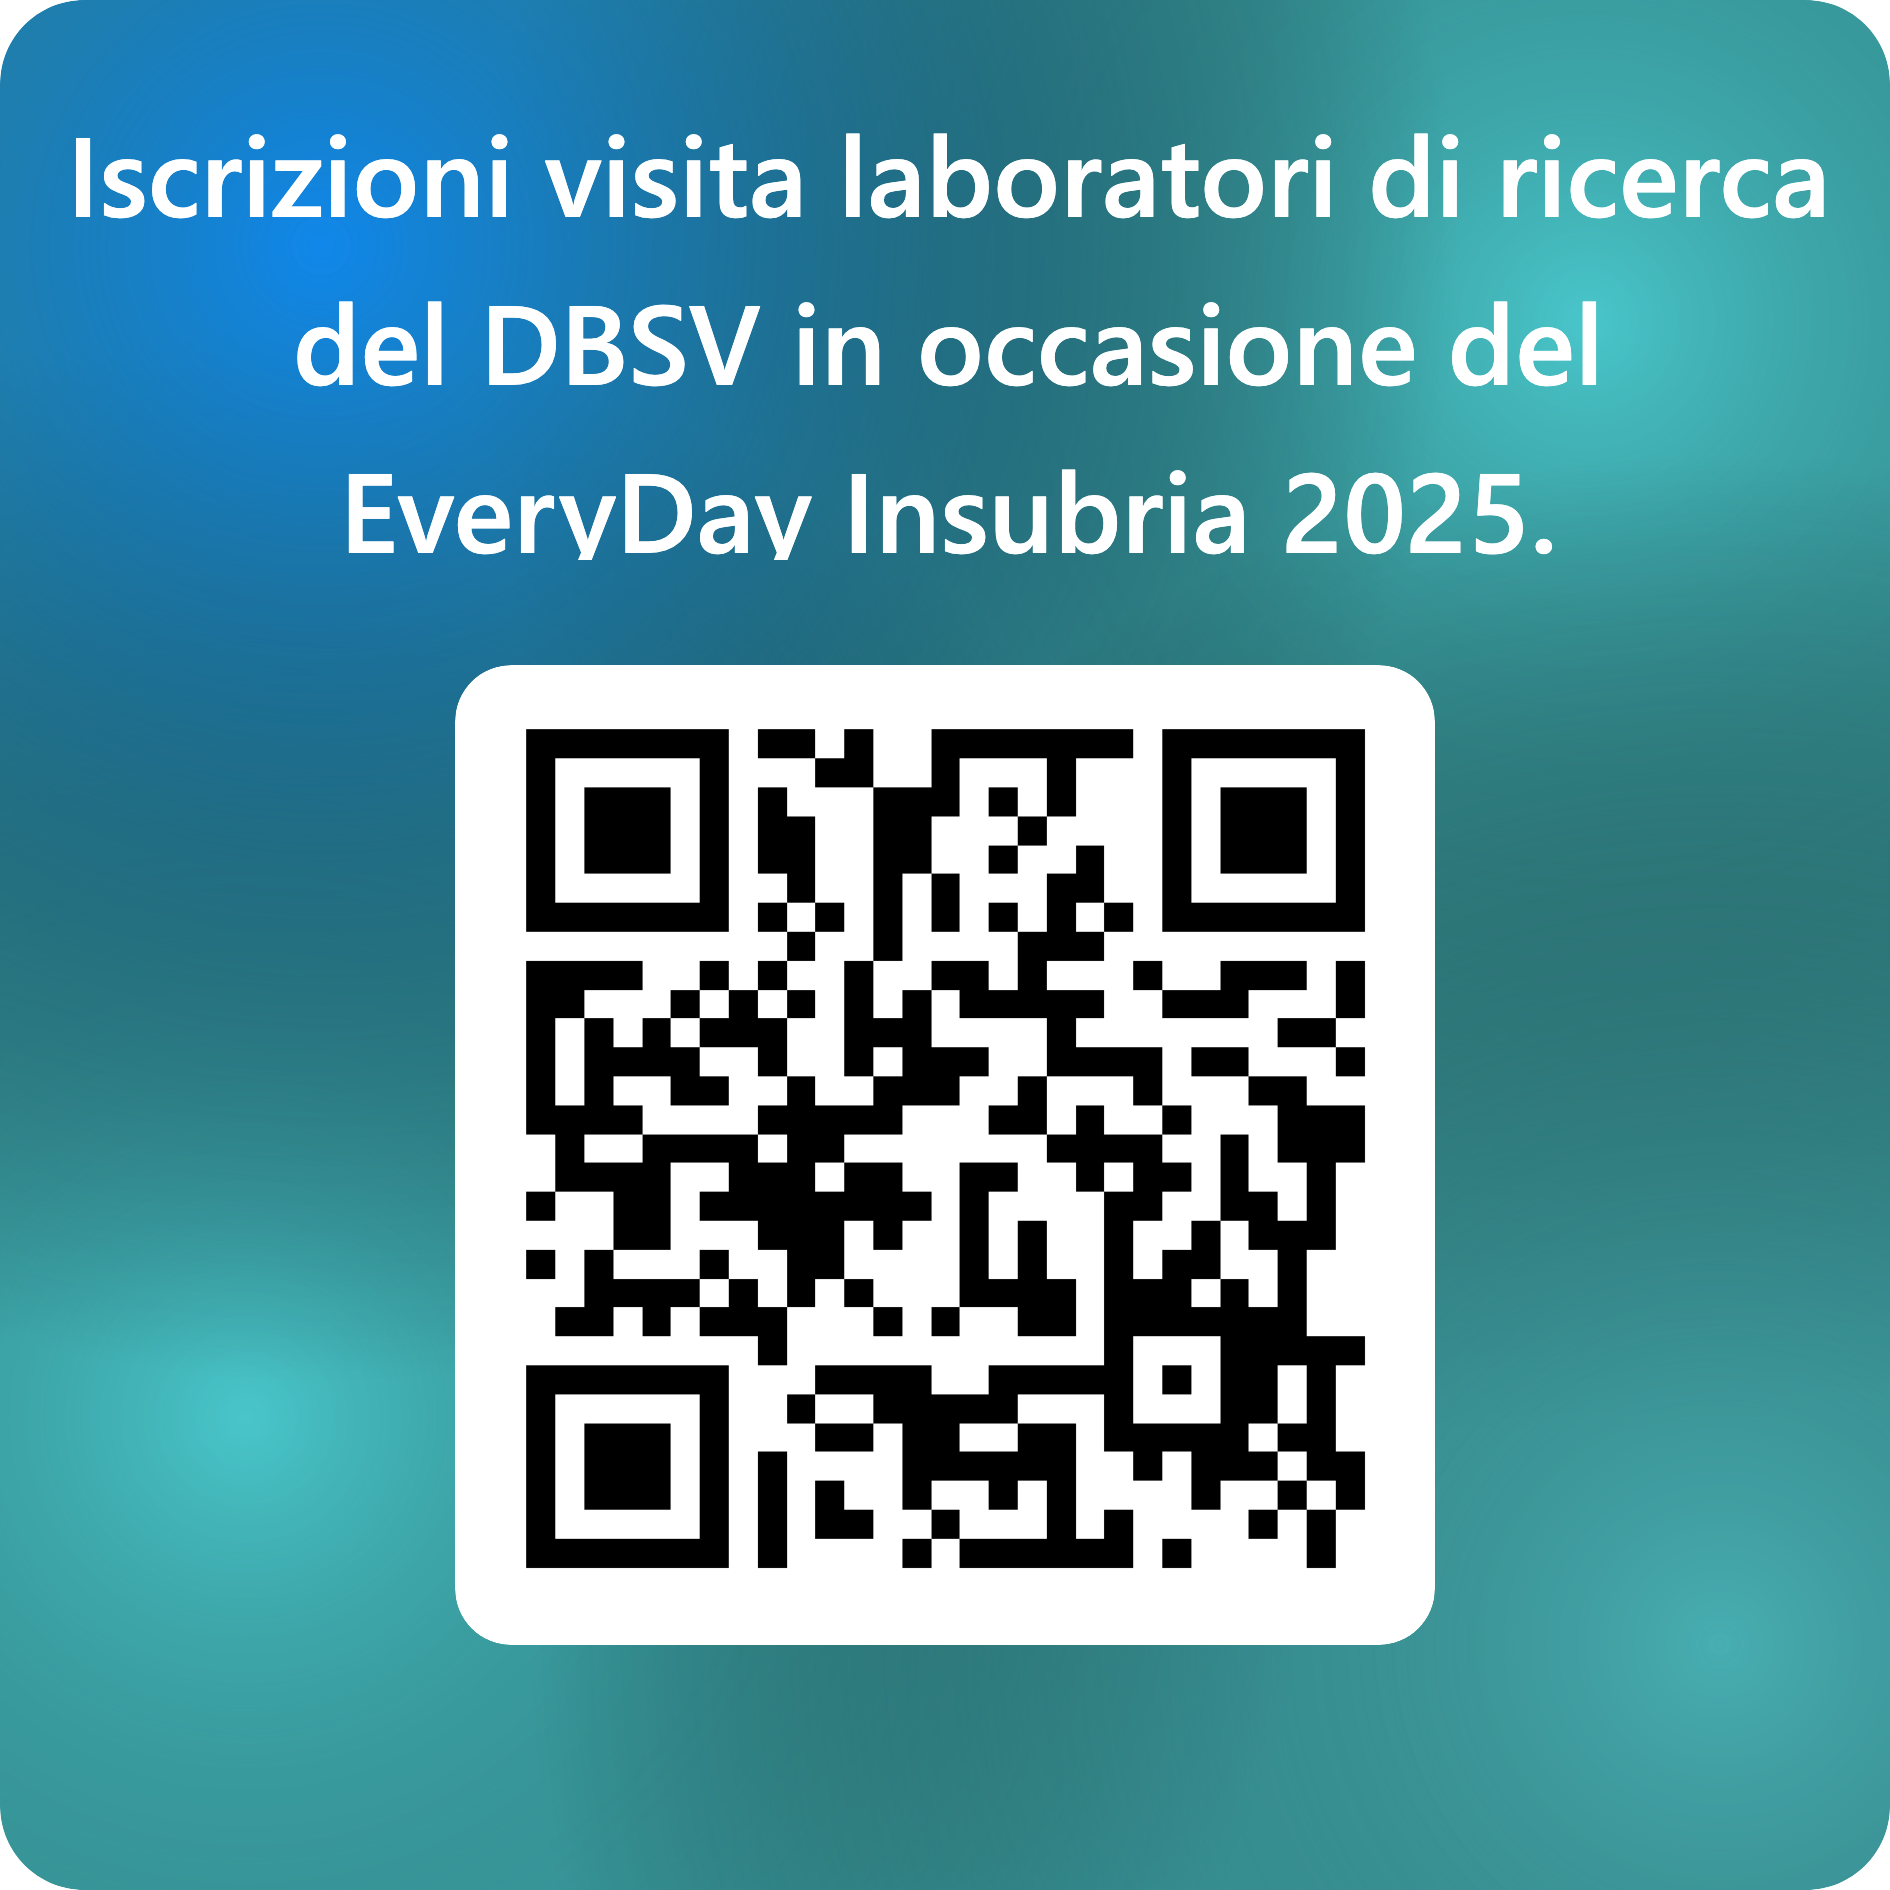 Iscrizioni visita laboratori di ricerca
del DBSV in occasione del
EveryDay Insubria 2025.